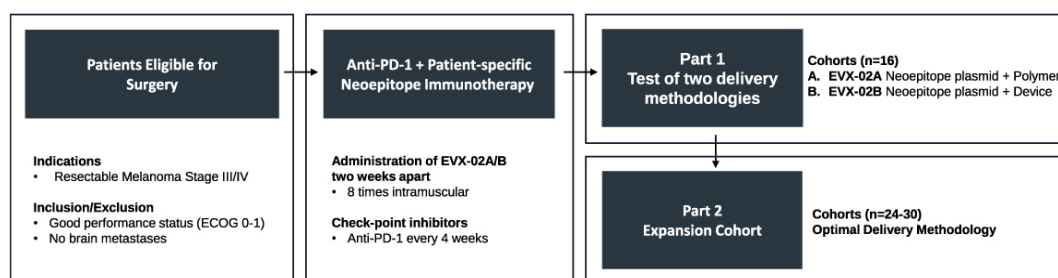 Patients Eligible for
Surgery
Indications
• Resectable Melanoma Stage III/IV
Inclusion/Exclusion
• Good performance status (ECOG 0-1)
• No brain metastases
Anti-PD-1 + Patient-specific
Neoepitope Immunotherapy
Administration of EVX-02A/B
two weeks apart
• 8 times intramuscular
Check-point inhibitors
• Anti-PD-1 every 4 weeks
Part 1
Test of two delivery
methodologies
Cohorts (n=16)
A. EVX-02A Neoepitope plasmid + Polymer
B. EVX-02B Neoepitope plasmid + Device
Part 2
Expansion Cohort
Cohorts (n=24-30)
Optimal Delivery Methodology